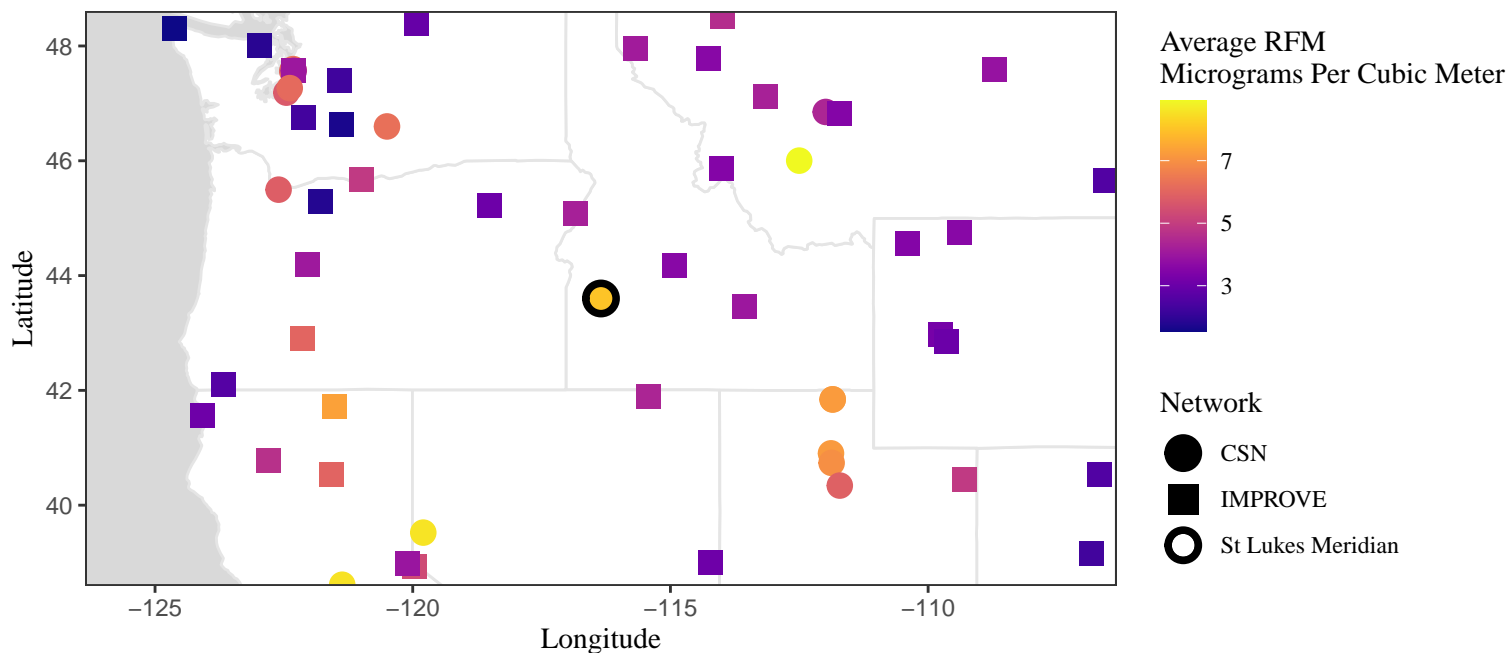 48
46
44
42
40
Latitude
−125
−120
−115
−110
Longitude
Average RFM
Micrograms Per Cubic Meter
7
5
3
Network
CSN
IMPROVE
St Lukes Meridian